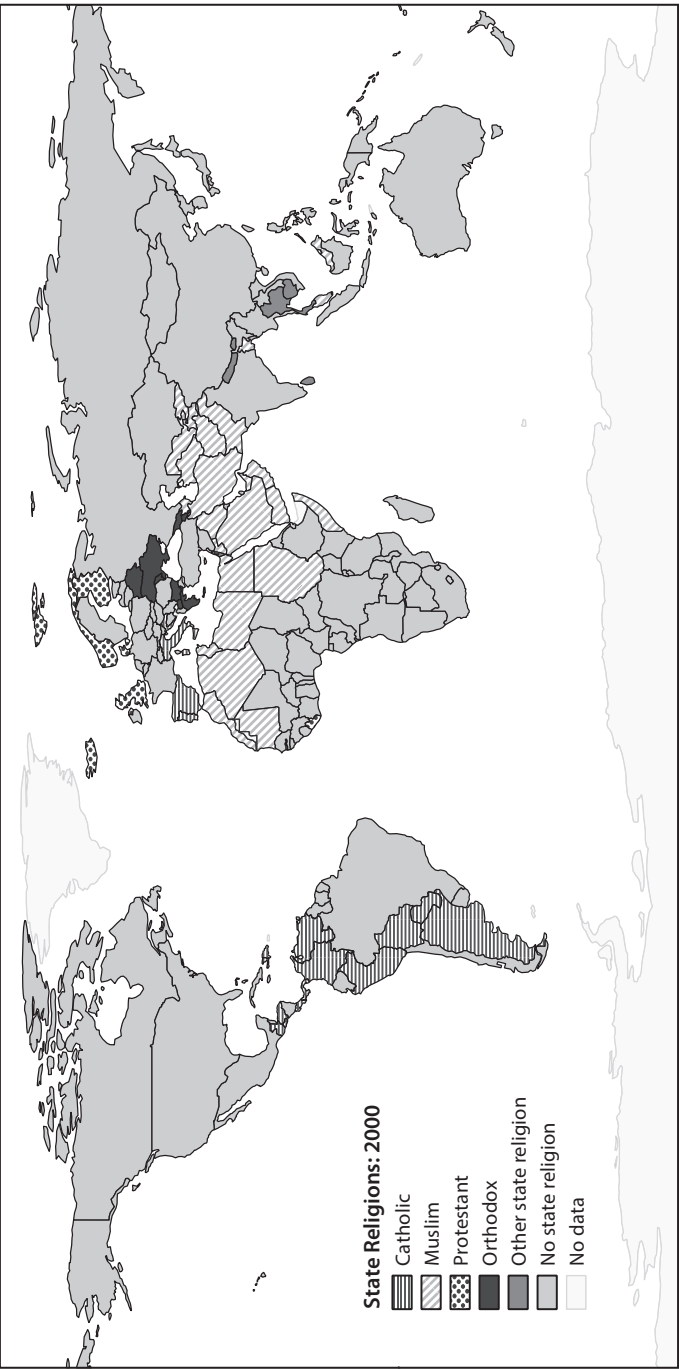 State Religions: 2000
Catholic
Muslim
Protestant
Orthodox
Other state religion
No state religion
No data